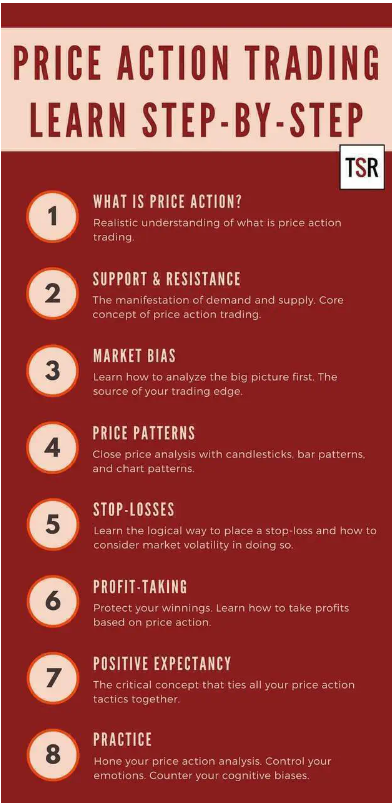 PRICE ACTION TRADING
LEARN STEP-BY-STEP
TSR
1
WHAT IS PRICE ACTION?
Realistic understanding of what is price action
trading.
2
SUPPORT & RESISTANCE
The manifestation of demand and supply. Core
concept of price action trading.
3
MARKET BIAS
Learn how to analyze the big picture first. The
source of your trading edge.
4
PRICE PATTERNS
Close price analysis with candlesticks, bar patterns,
and chart patterns.
5
STOP-LOSSES
Learn the logical way to place a stop-loss and how to
consider market volatility in doing so.
6
PROFIT-TAKING
Protect your winnings. Learn how to take profits
based on price action.
7
POSITIVE EXPECTANCY
The critical concept that ties all your price action
tactics together.
8
PRACTICE
Hone your price action analysis. Control your
emotions. Counter your cognitive biases.